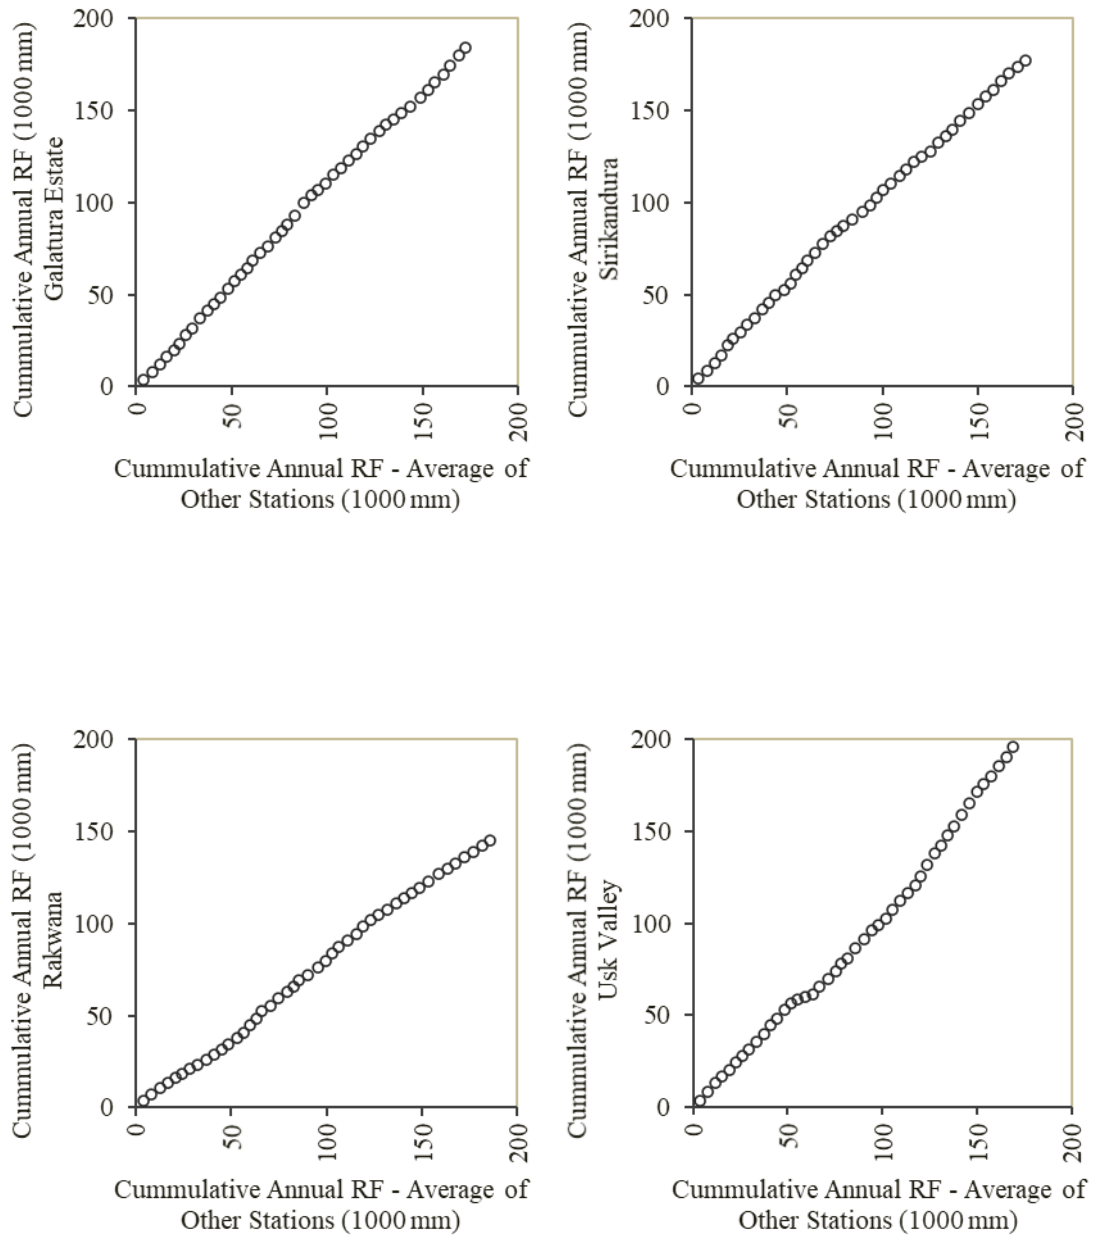 Cummulative Annual RF (1000 mm)
Galatura Estate
200
150
100
50
0
0
50
100
150
200
Cummulative Annual RF - Average of
Other Stations (1000 mm)
Cummulative Annual RF (1000 mm)
Sirikandura
200
150
100
50
0
0
50
100
150
200
Cummulative Annual RF - Average of
Other Stations (1000 mm)
Cummulative Annual RF (1000 mm)
Rakwana
200
150
100
50
0
0
50
100
150
200
Cummulative Annual RF - Average of
Other Stations (1000 mm)
Cummulative Annual RF (1000 mm)
Usk Valley
200
150
100
50
0
0
50
100
150
200
Cummulative Annual RF - Average of
Other Stations (1000 mm)